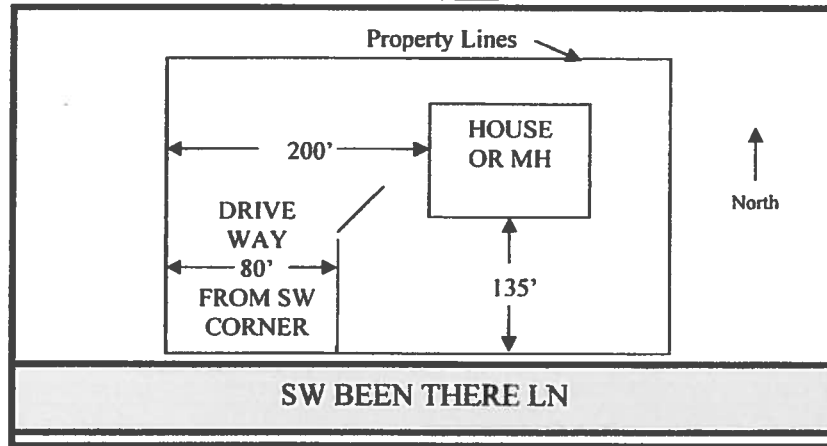 Property Lines
HOUSE
OR MH
200'
North
DRIVE
WAY
80'
FROM SW
CORNER
135'
SW BEEN THERE LN